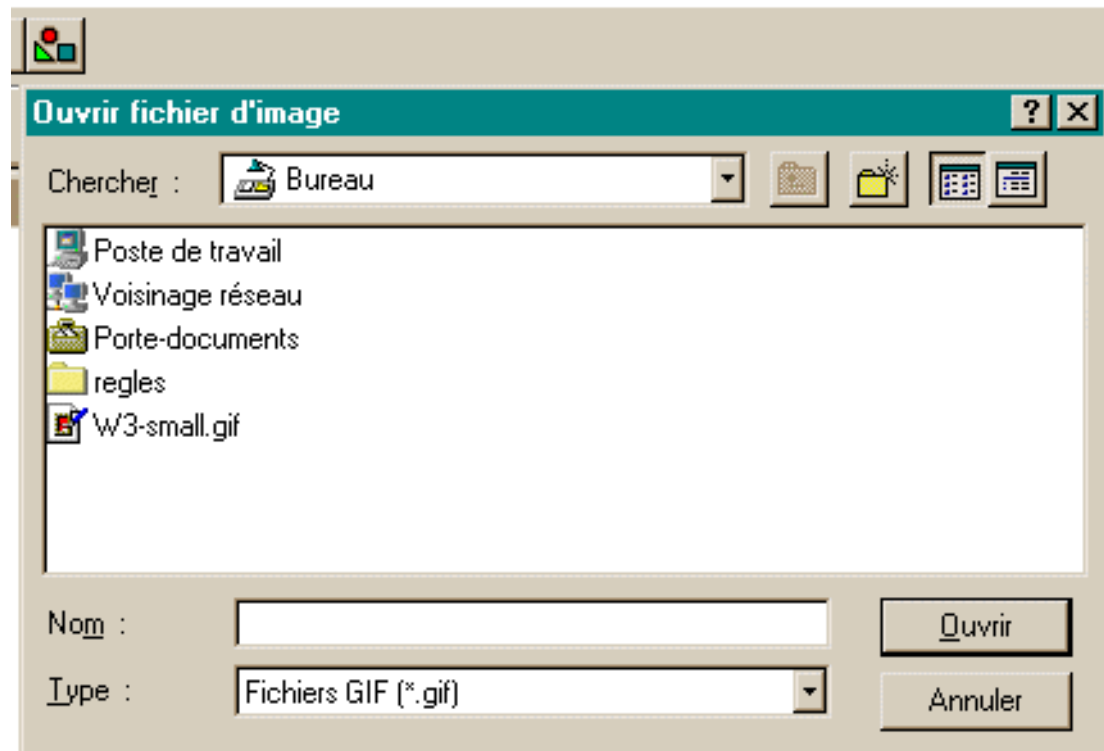 Ouvrir fichier d'image
Chercher : Bureau
Poste de travail
Voisinage réseau
Porte-documents
regles
W3-small.gif
Nom : Ouvrir
Type : Fichiers GIF (*.gif) Annuler